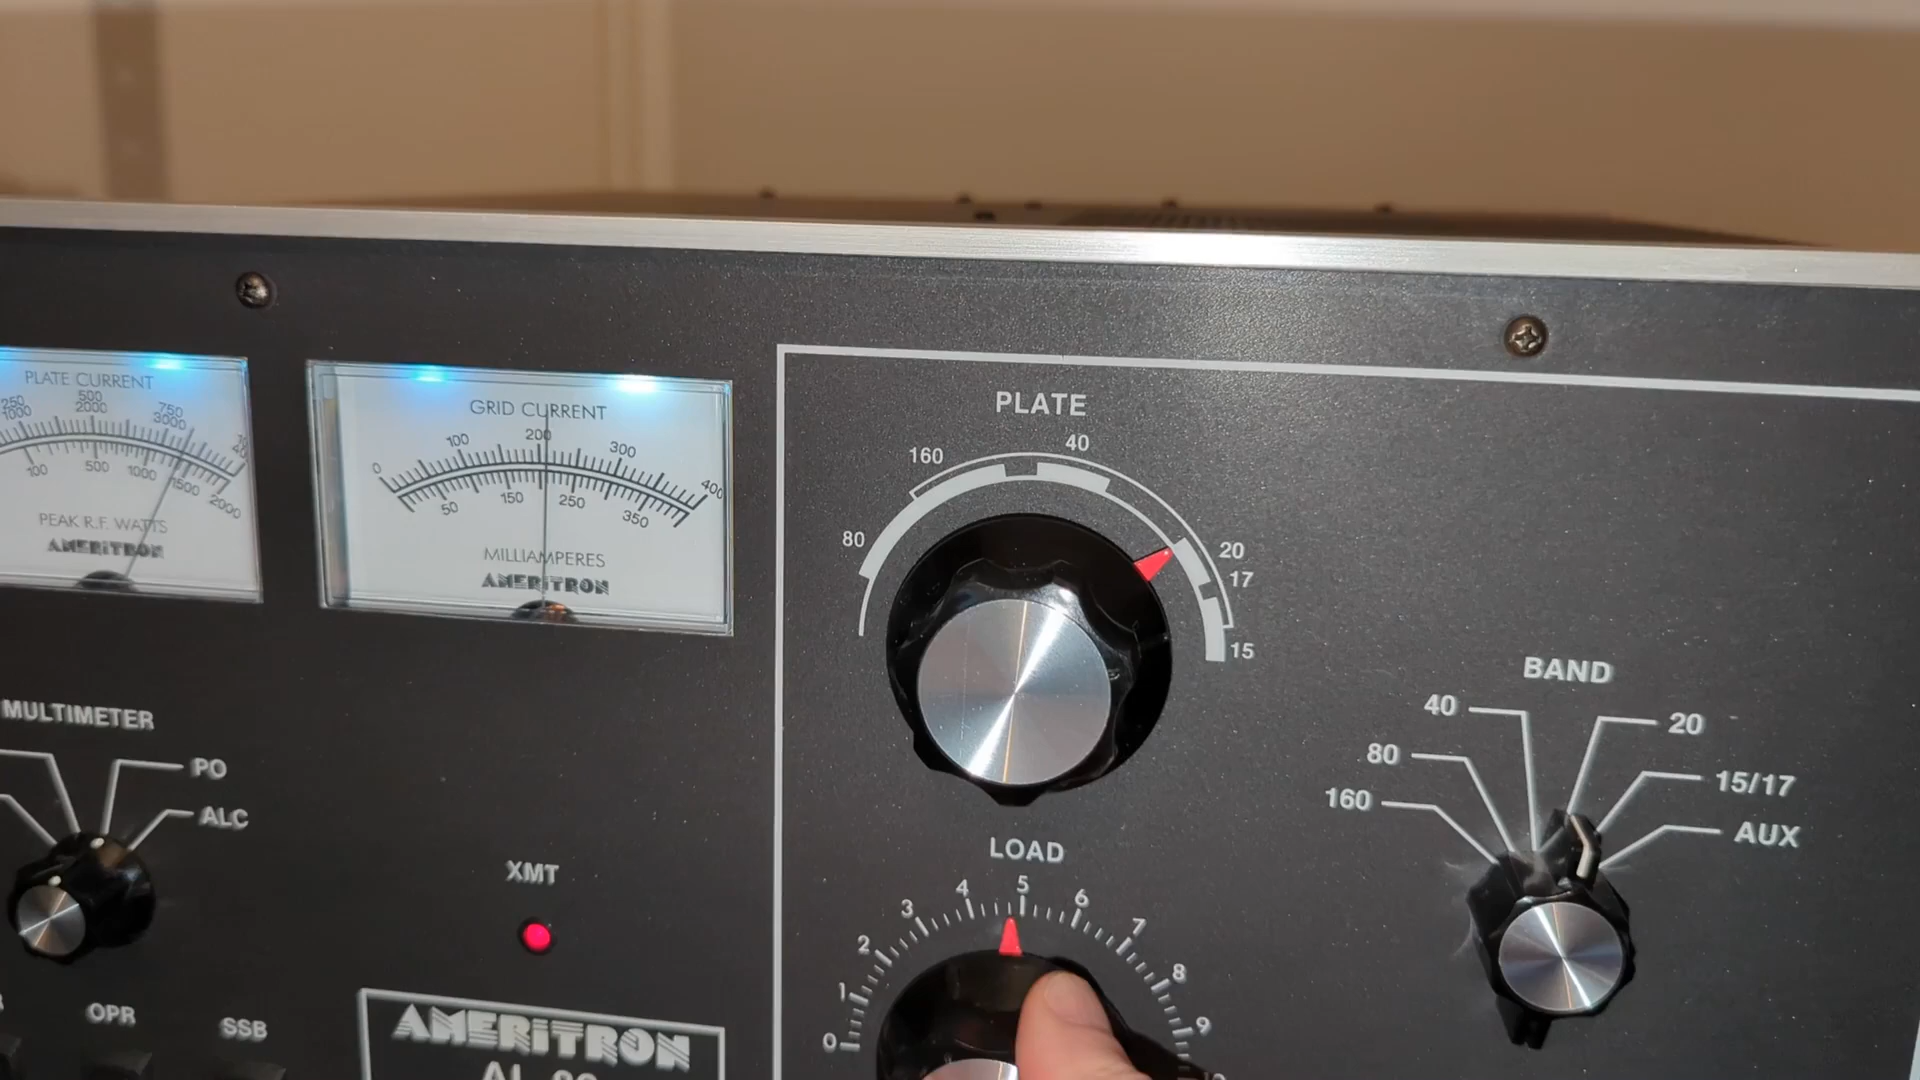 PLATE CURRENT
250 500 750
1000 2000 3000
100 500 1000 1500 2000
PEAK R.F. WATTS
AMERITRON
GRID CURRENT
0 100 200 300 400
50 150 250 350
MILLIAMPERES
AMERITRON
PLATE
160 40
80 20
17
15
MULTIMETER
PO
ALC
XMT
OPR
SSB
AMERITRON
LOAD
0 1 2 3 4 5 6 7 8 9
BAND
40 20
80 15/17
160 AUX